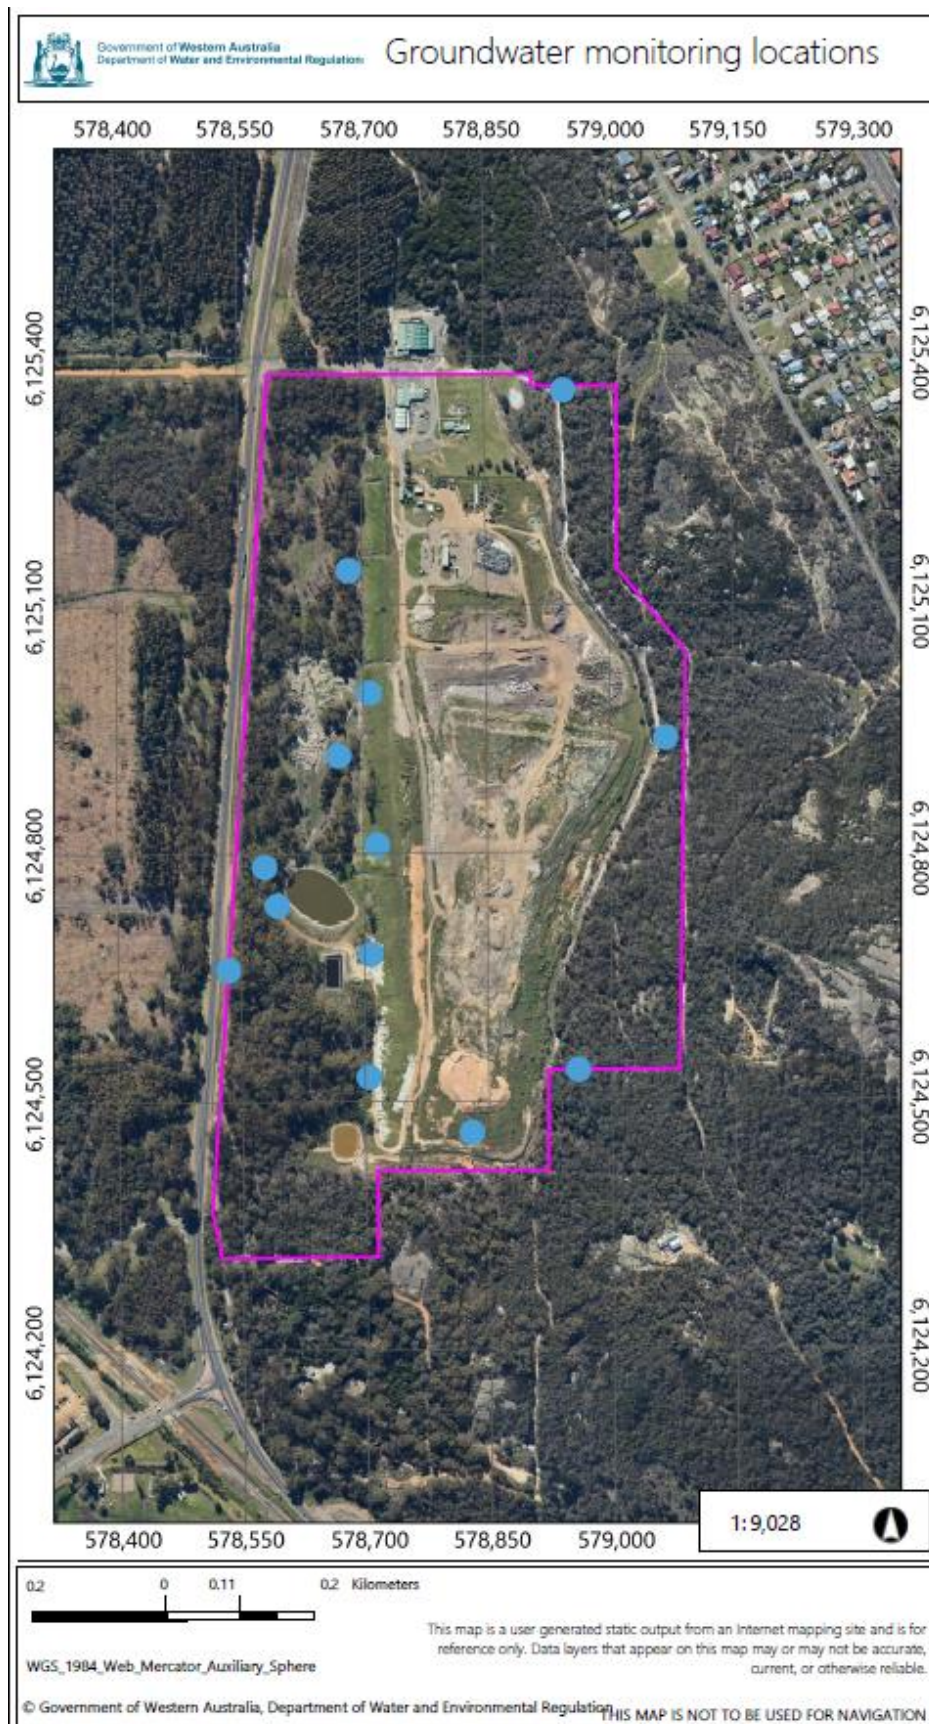 Government of Western Australia
Department of Water and Environmental Regulation
Groundwater monitoring locations
578,400 578,550 578,700 578,850 579,000 579,150 579,300
6,125,400 6,125,400
6,125,100 6,125,100
6,124,800 6,124,800
6,124,500 6,124,500
6,124,200 6,124,200
1:9,028
578,400 578,550 578,700 578,850 579,000
0.2 0 0.11 0.2 Kilometers
This map is a user generated static output from an Internet mapping site and is for
reference only. Data layers that appear on this map may or may not be accurate,
current, or otherwise reliable.
WGS_1984_Web_Mercator_Auxiliary_Sphere
© Government of Western Australia, Department of Water and Environmental Regulation
THIS MAP IS NOT TO BE USED FOR NAVIGATION